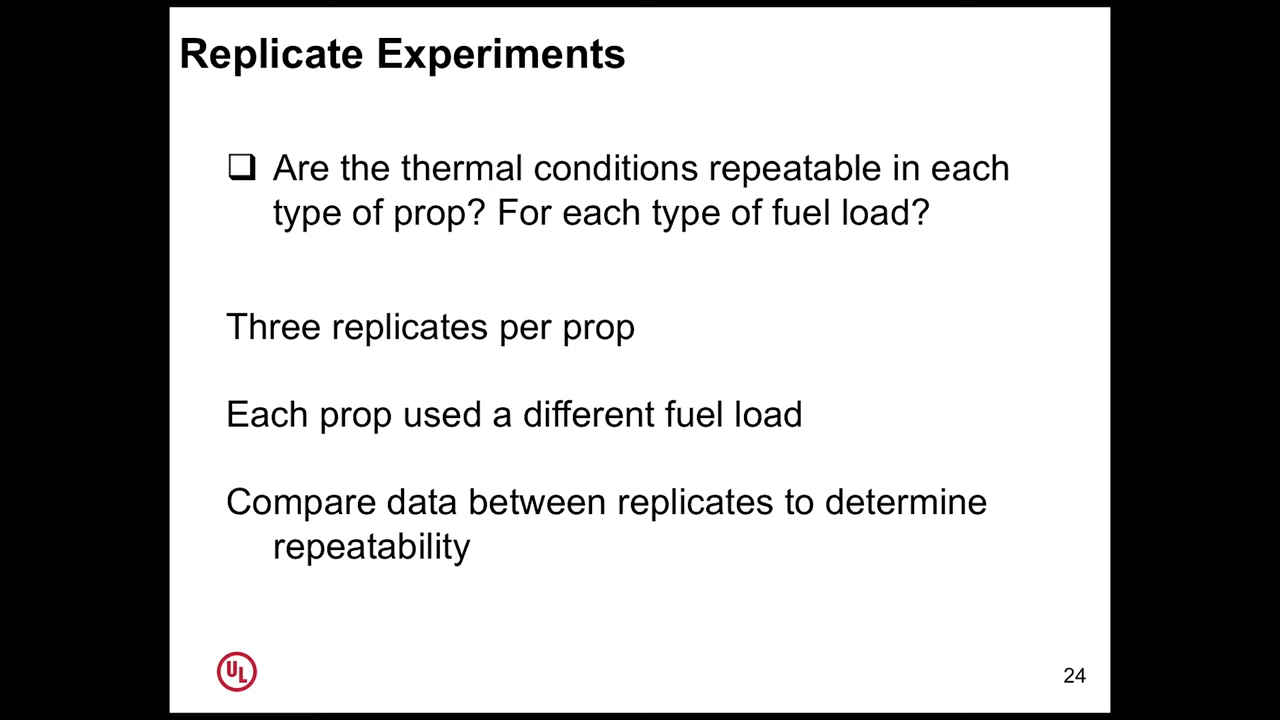 Replicate Experiments
Are the thermal conditions repeatable in each
type of prop? For each type of fuel load?
Three replicates per prop
Each prop used a different fuel load
Compare data between replicates to determine
repeatability
UL
24